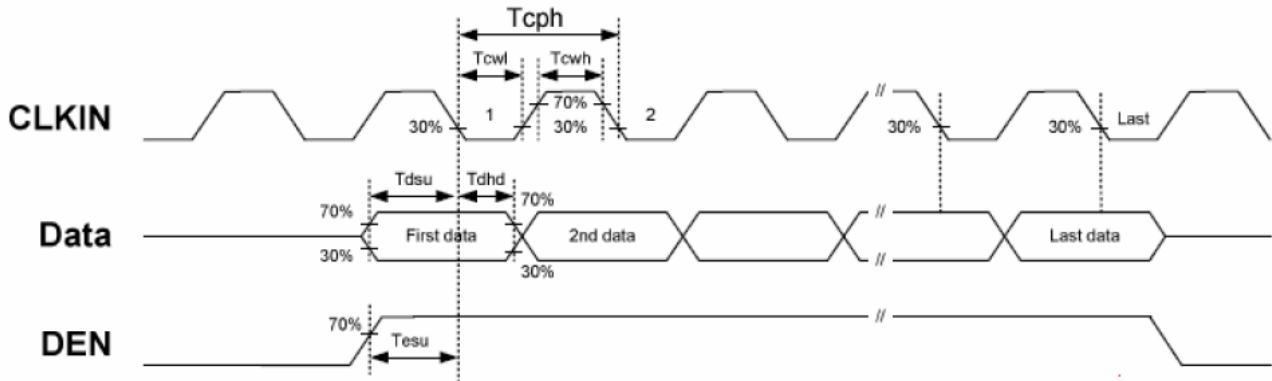 Tcph
Tcwl
Tcwh
CLKIN
30%
1
70%
30%
2
//
30%
30%
Last
Tdsu
Tdhd
70%
70%
Data
First data
2nd data
//
Last data
30%
30%
70%
//
DEN
Tesu